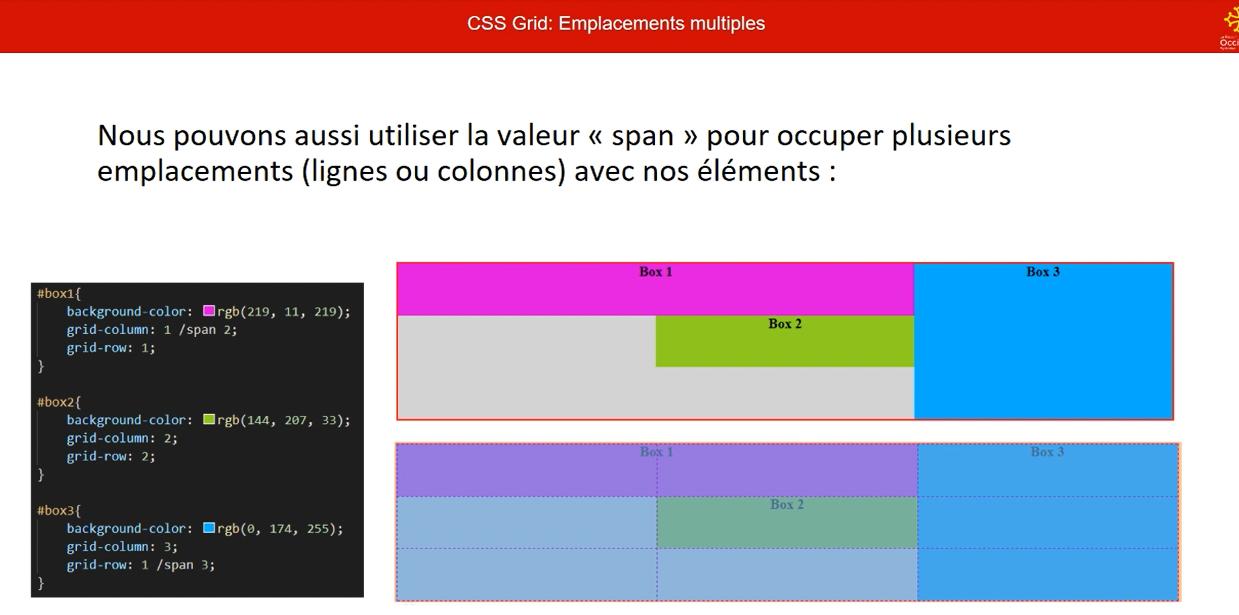 CSS Grid: Emplacements multiples
Nous pouvons aussi utiliser la valeur « span » pour occuper plusieurs
emplacements (lignes ou colonnes) avec nos éléments :
#box1{
background-color: rgb(219, 11, 219);
grid-column: 1 /span 2;
grid-row: 1;
}
#box2{
background-color: rgb(144, 207, 33);
grid-column: 2;
grid-row: 2;
}
#box3{
background-color: rgb(0, 174, 255);
grid-column: 3;
grid-row: 1 /span 3;
}
Box 1
Box 3
Box 2
Box 1
Box 3
Box 2